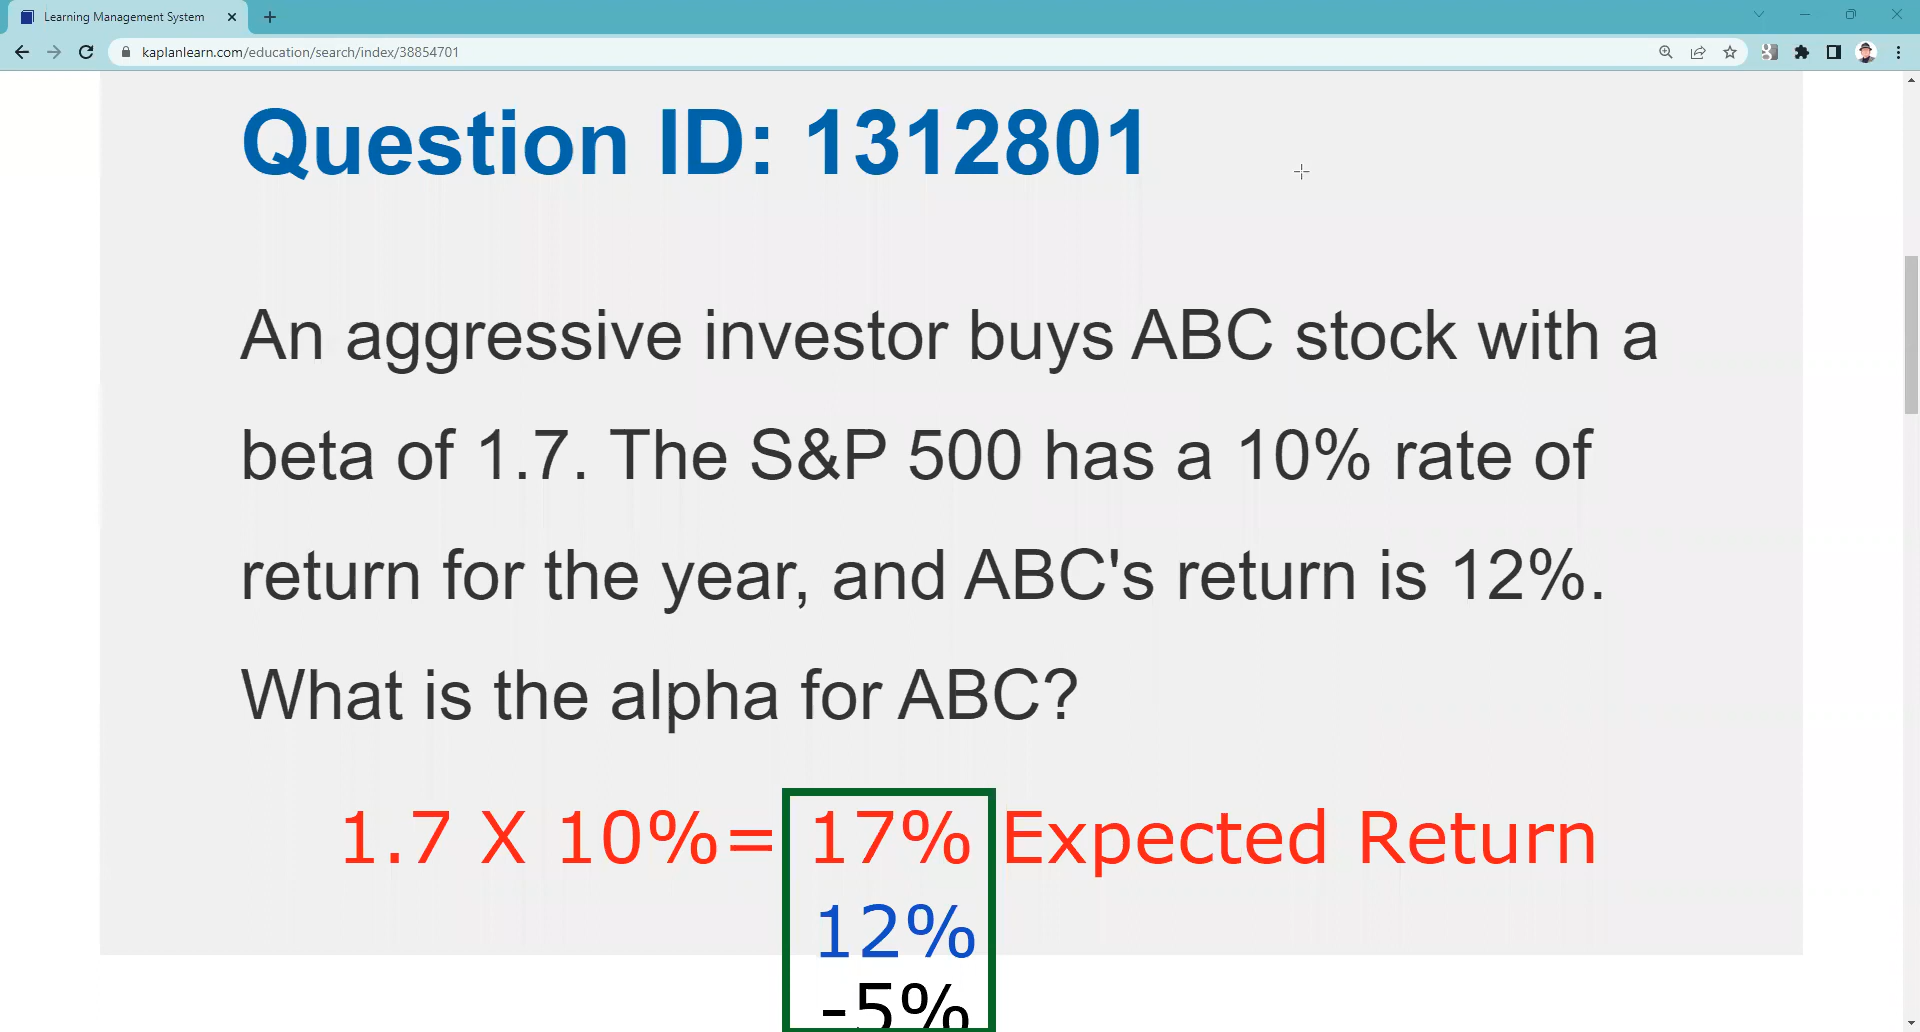 Learning Management System
kaplanlearn.com/education/search/index/38854701
Question ID: 1312801
An aggressive investor buys ABC stock with a
beta of 1.7. The S&P 500 has a 10% rate of
return for the year, and ABC's return is 12%.
What is the alpha for ABC?
1.7 X 10%= 17% Expected Return
12%
-5%